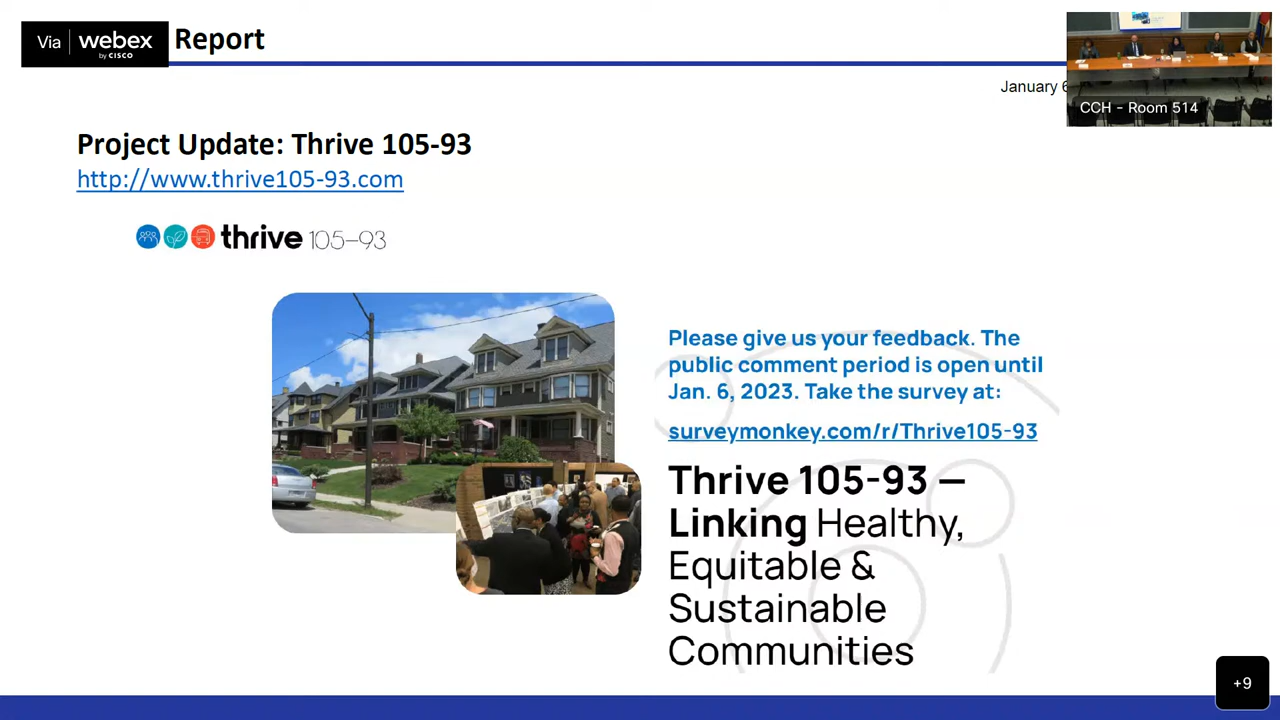 Via webex
by CISCO
Report
January 6
CCH - Room 514
Project Update: Thrive 105-93
http://www.thrive105-93.com
thrive 105-93
Please give us your feedback. The
public comment period is open until
Jan. 6, 2023. Take the survey at:
surveymonkey.com/r/Thrive105-93
Thrive 105-93 —
Linking Healthy,
Equitable &
Sustainable
Communities
+9